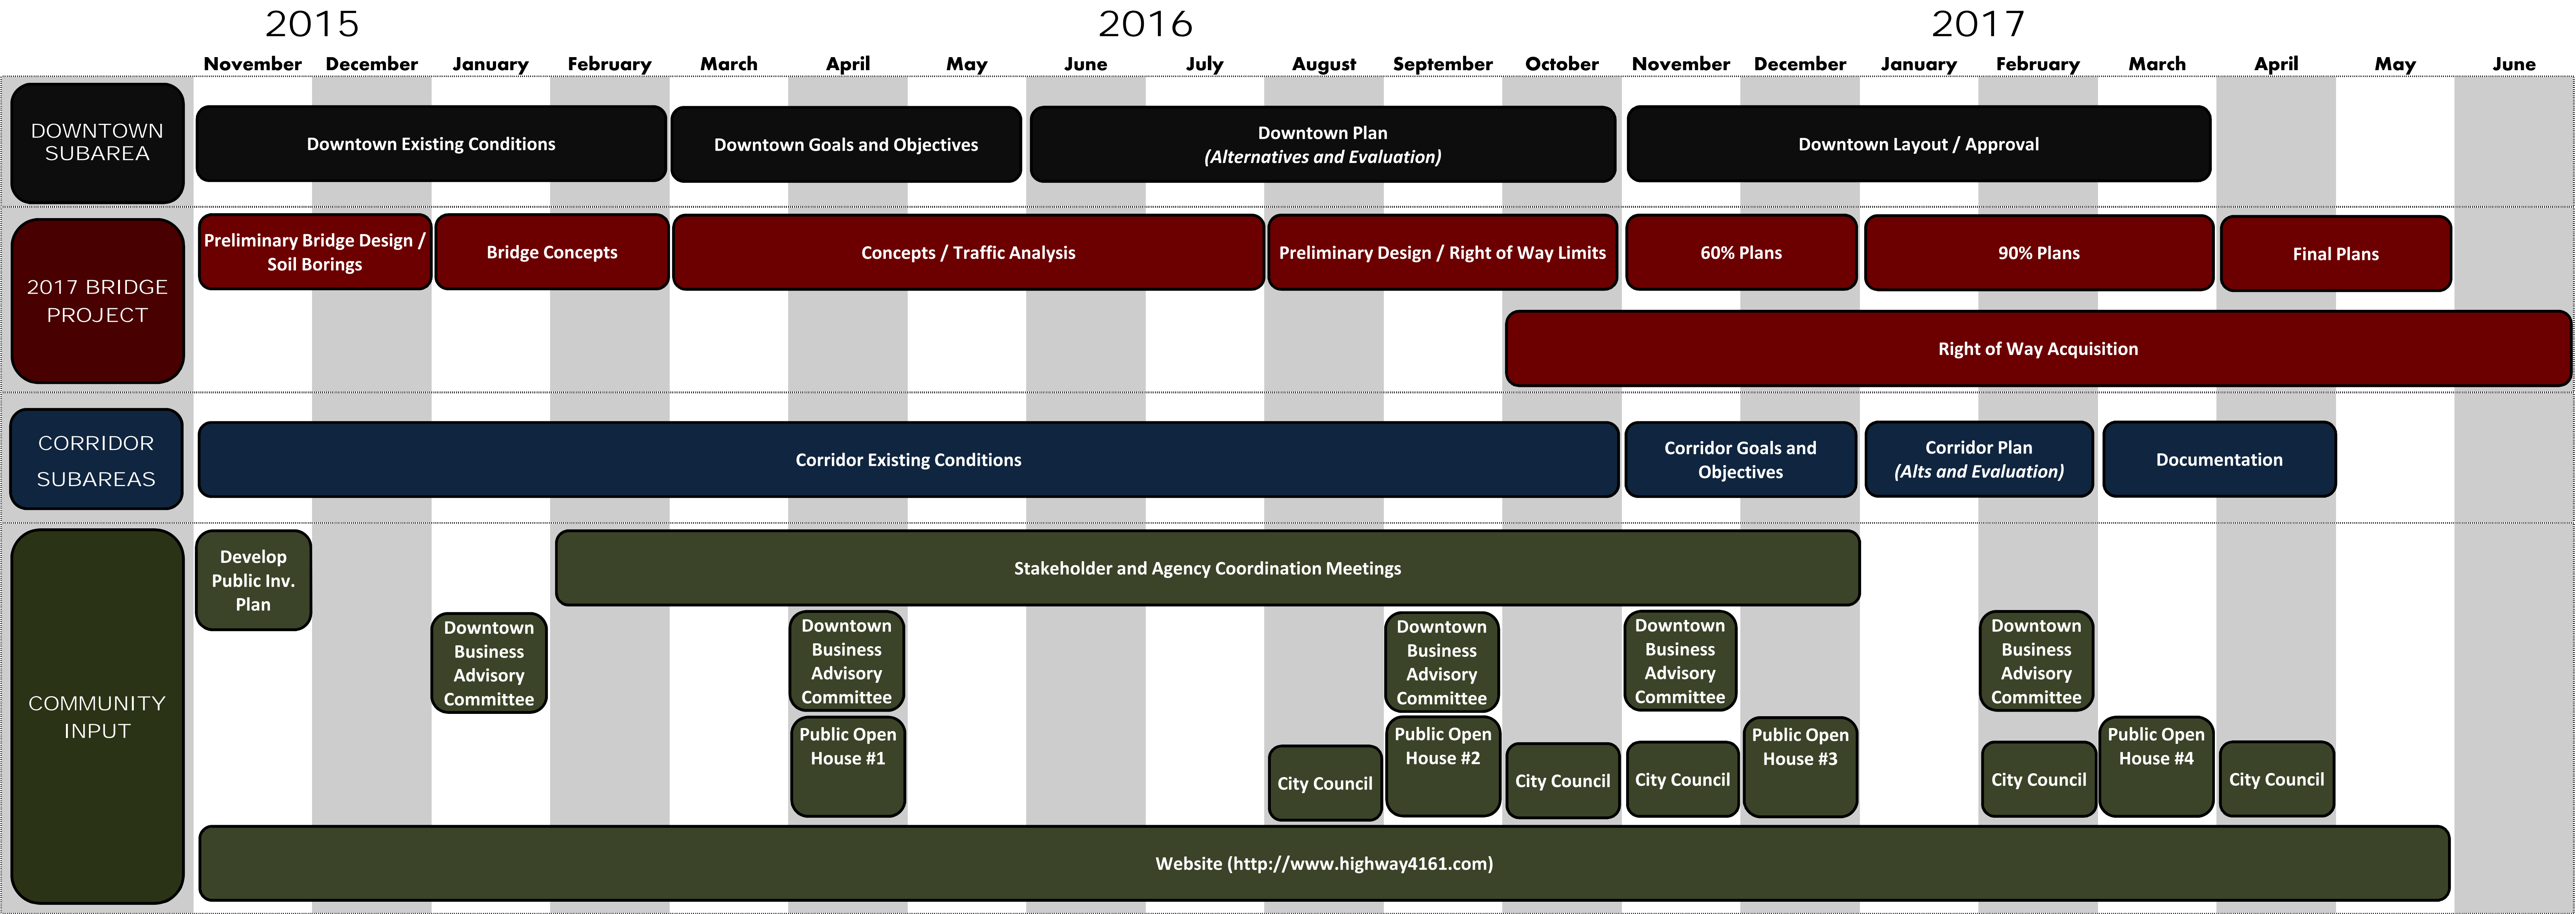 2015
2016
2017
November December January February March April May June July August September October November December January February March April May June
DOWNTOWN
SUBAREA
Downtown Existing Conditions
Downtown Goals and Objectives
Downtown Plan
(Alternatives and Evaluation)
Downtown Layout / Approval
2017 BRIDGE
PROJECT
Preliminary Bridge Design /
Soil Borings
Bridge Concepts
Concepts / Traffic Analysis
Preliminary Design / Right of Way Limits
60% Plans
90% Plans
Final Plans
Right of Way Acquisition
CORRIDOR
SUBAREAS
Corridor Existing Conditions
Corridor Goals and
Objectives
Corridor Plan
(Alts and Evaluation)
Documentation
COMMUNITY
INPUT
Develop
Public Inv.
Plan
Stakeholder and Agency Coordination Meetings
Downtown
Business
Advisory
Committee
Downtown
Business
Advisory
Committee
Downtown
Business
Advisory
Committee
Downtown
Business
Advisory
Committee
Downtown
Business
Advisory
Committee
Public Open
House #1
City Council
Public Open
House #2
City Council
City Council
Public Open
House #3
City Council
Public Open
House #4
City Council
Website (http://www.highway4161.com)